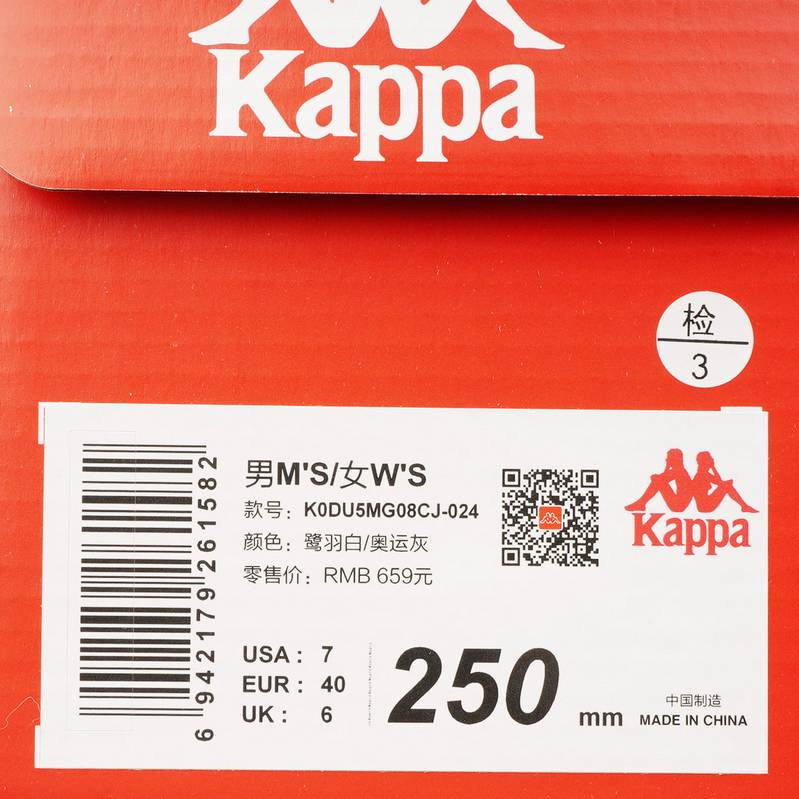 Kappa
检
3
男M'S/女W'S
款号：K0DU5MG08CJ-024
颜色：鹭羽白/奥运灰
零售价：RMB 659元
6 942179 261582
Kappa
USA : 7
EUR : 40
UK : 6
250 mm
中国制造
MADE IN CHINA